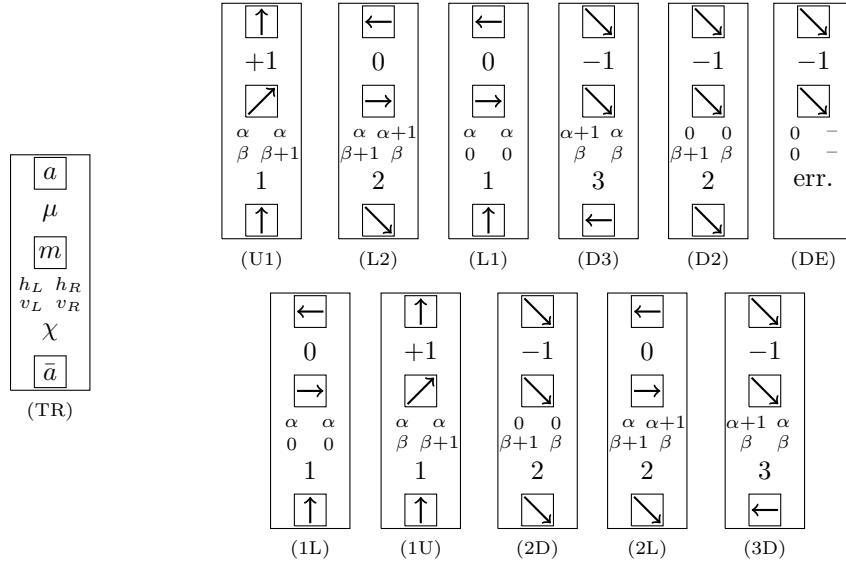 ↑ ← ← ↘ ↘ ↘
+1 0 0 −1 −1 −1
↗ → → ↘ ↘ ↘
α α α α+1 α α α+1 α 0 0 0 –
β β+1 β+1 β 0 0 β β β+1 β 0 –
1 2 1 3 2 err.
↑ ↘ ↑ ← ↘
(U1) (L2) (L1) (D3) (D2) (DE)
a
μ
m
h_L h_R
v_L v_R
χ
ā
(TR)
← ↑ ↘ ← ↘
0 +1 −1 0 −1
→ ↗ ↘ → ↘
α α α α 0 0 α α+1 α+1 α
0 0 β β+1 β+1 β β+1 β β β
1 1 2 2 3
↑ ↑ ↘ ↘ ←
(1L) (1U) (2D) (2L) (3D)